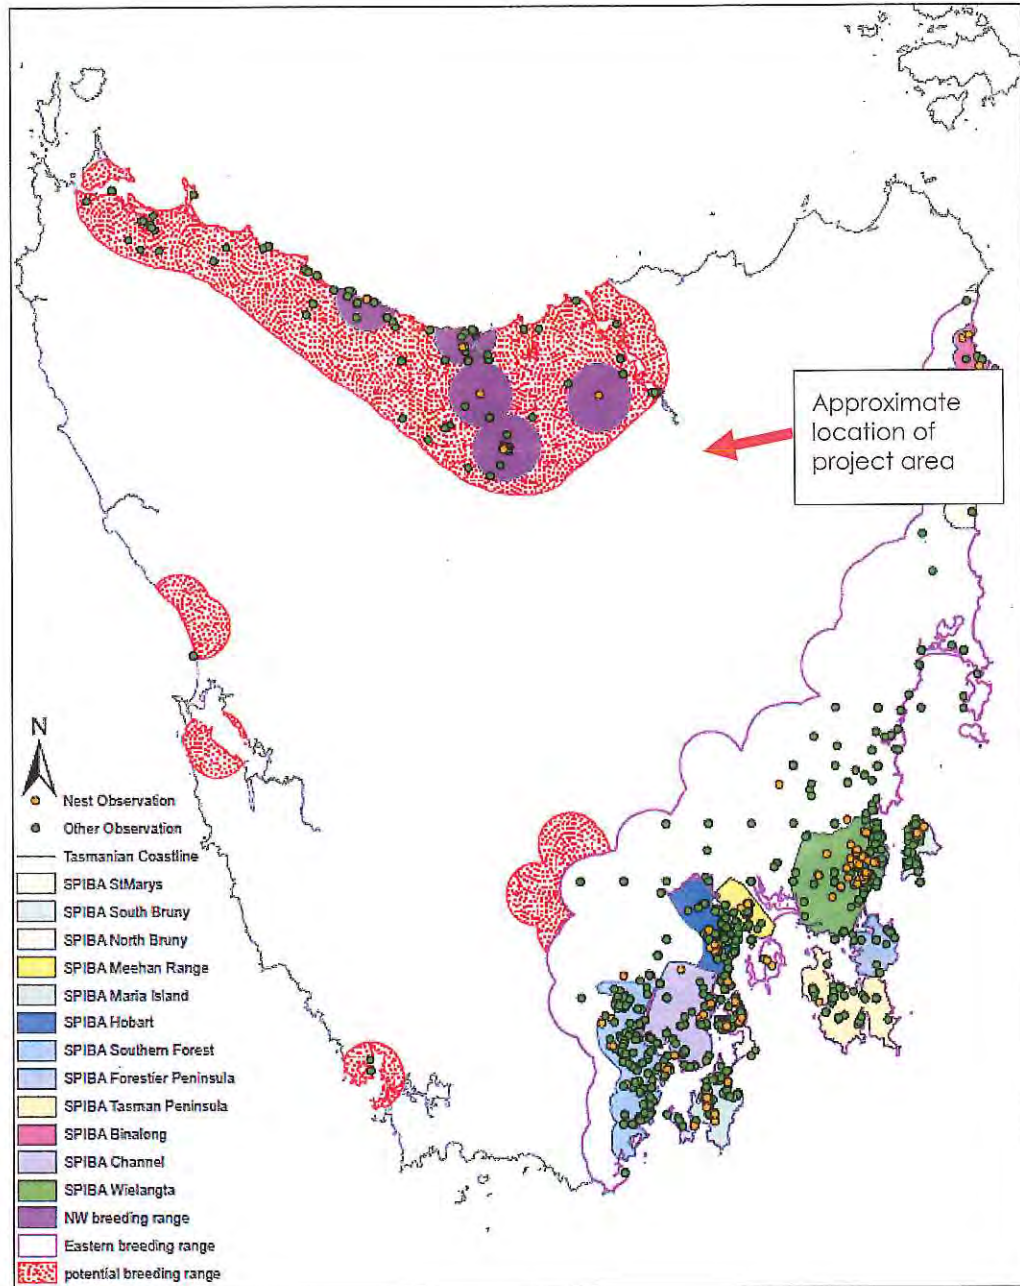 Approximate
location of
project area
N
Nest Observation
Other Observation
Tasmanian Coastline
SPIBA StMarys
SPIBA South Bruny
SPIBA North Bruny
SPIBA Meehan Range
SPIBA Maria Island
SPIBA Hobart
SPIBA Southern Forest
SPIBA Forestier Peninsula
SPIBA Tasman Peninsula
SPIBA Binalong
SPIBA Channel
SPIBA Wielangta
NW breeding range
Eastern breeding range
potential breeding range